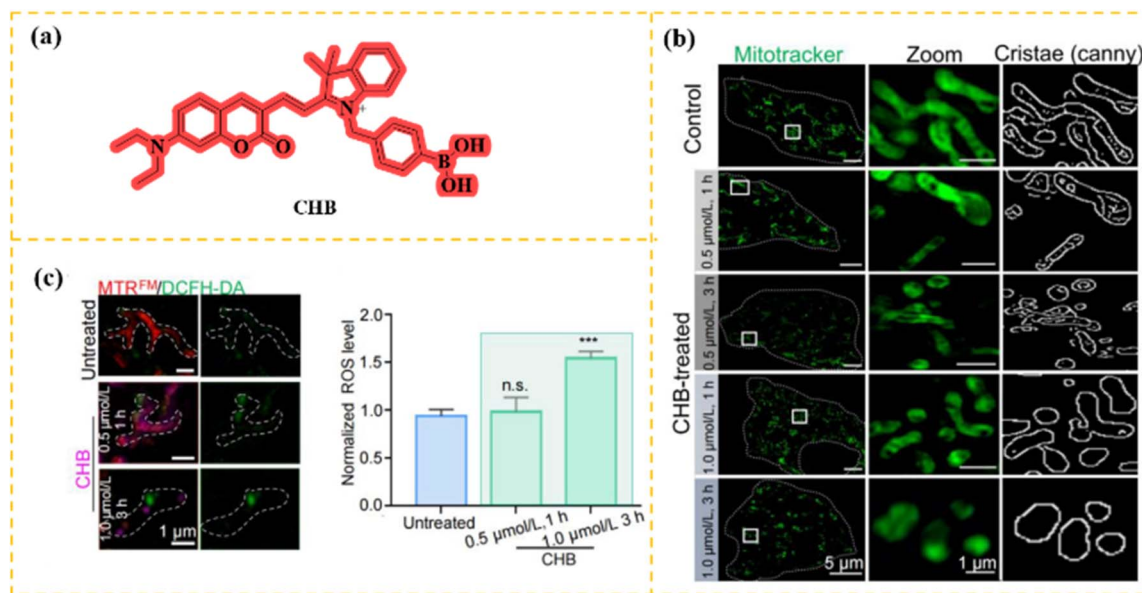 (a)
N
O
O
N
+
B
OH
OH
CHB
(b)
Mitotracker
Zoom
Cristae (canny)
Control
CHB-treated
0.5 µmol/L, 1 h
0.5 µmol/L, 3 h
1.0 µmol/L, 1 h
1.0 µmol/L, 3 h
5 µm
1 µm
(c)
MTRᶠᴹ/DCFH-DA
Untreated
CHB
0.5 µmol/L
1 h
1.0 µmol/L
3 h
1 µm
Normalized ROS level
2.0
1.5
1.0
0.5
0.0
n.s.
***
Untreated
0.5 µmol/L, 1 h
1.0 µmol/L 3 h
CHB